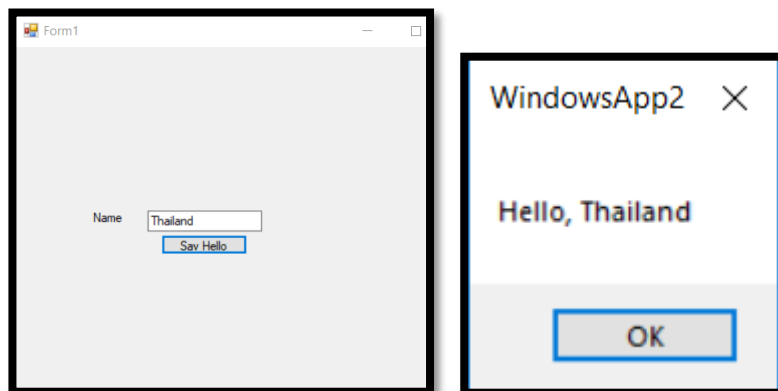 Form1
Name
Thailand
Say Hello
WindowsApp2
Hello, Thailand
OK